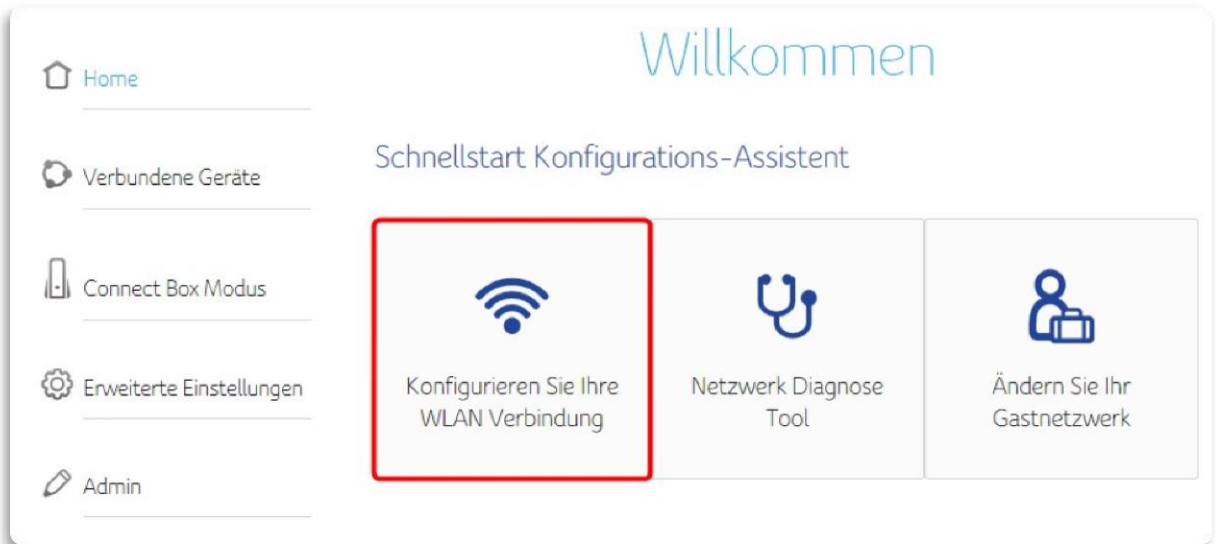 Willkommen
Home
Verbundene Geräte
Connect Box Modus
Erweiterte Einstellungen
Admin
Schnellstart Konfigurations-Assistent
Konfigurieren Sie Ihre
WLAN Verbindung
Netzwerk Diagnose
Tool
Ändern Sie Ihr
Gastnetzwerk